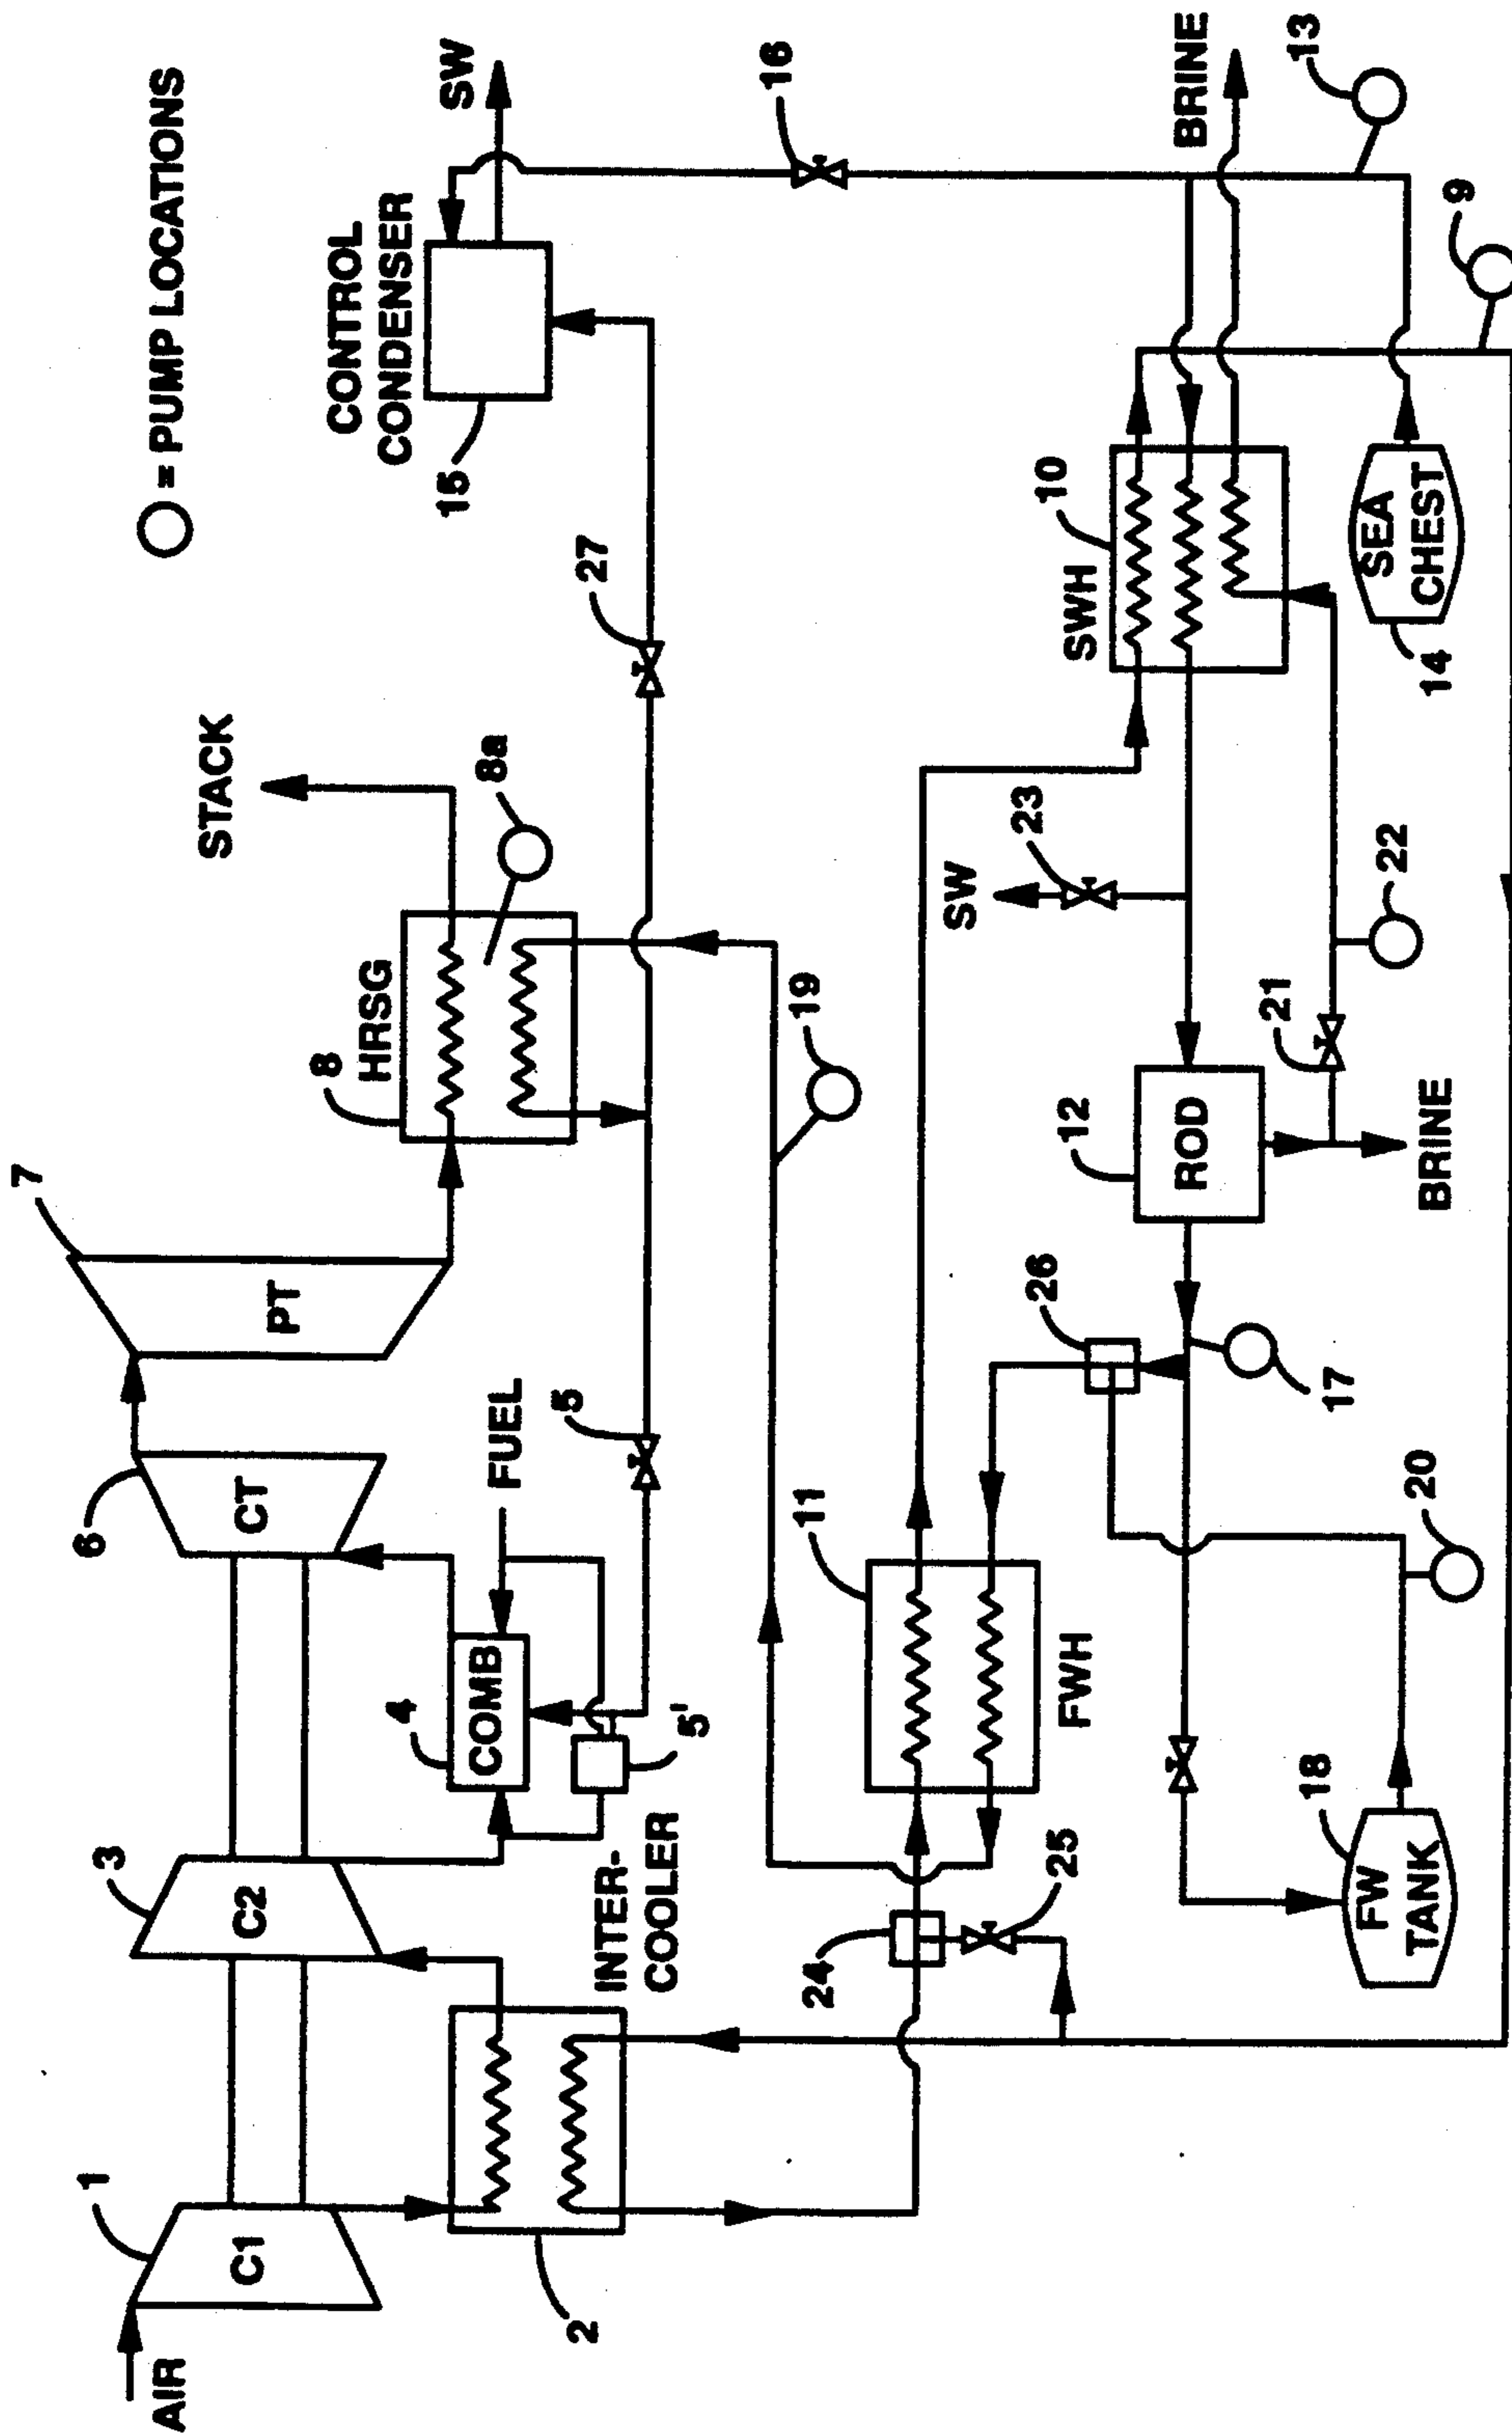 ○ = PUMP LOCATIONS
AIR
1
C1
2
INTER-
COOLER
3
C2
4
COMB
5'
FUEL
5
6
CT
7
PT
8
HRSG
8a
STACK
27
15
CONTROL
CONDENSER
SW
16
19
24
25
11
FWH
26
12
ROD
17
BRINE
21
22
23
SW
SWH
10
BRINE
13
9
14
SEA
CHEST
18
FW
TANK
20